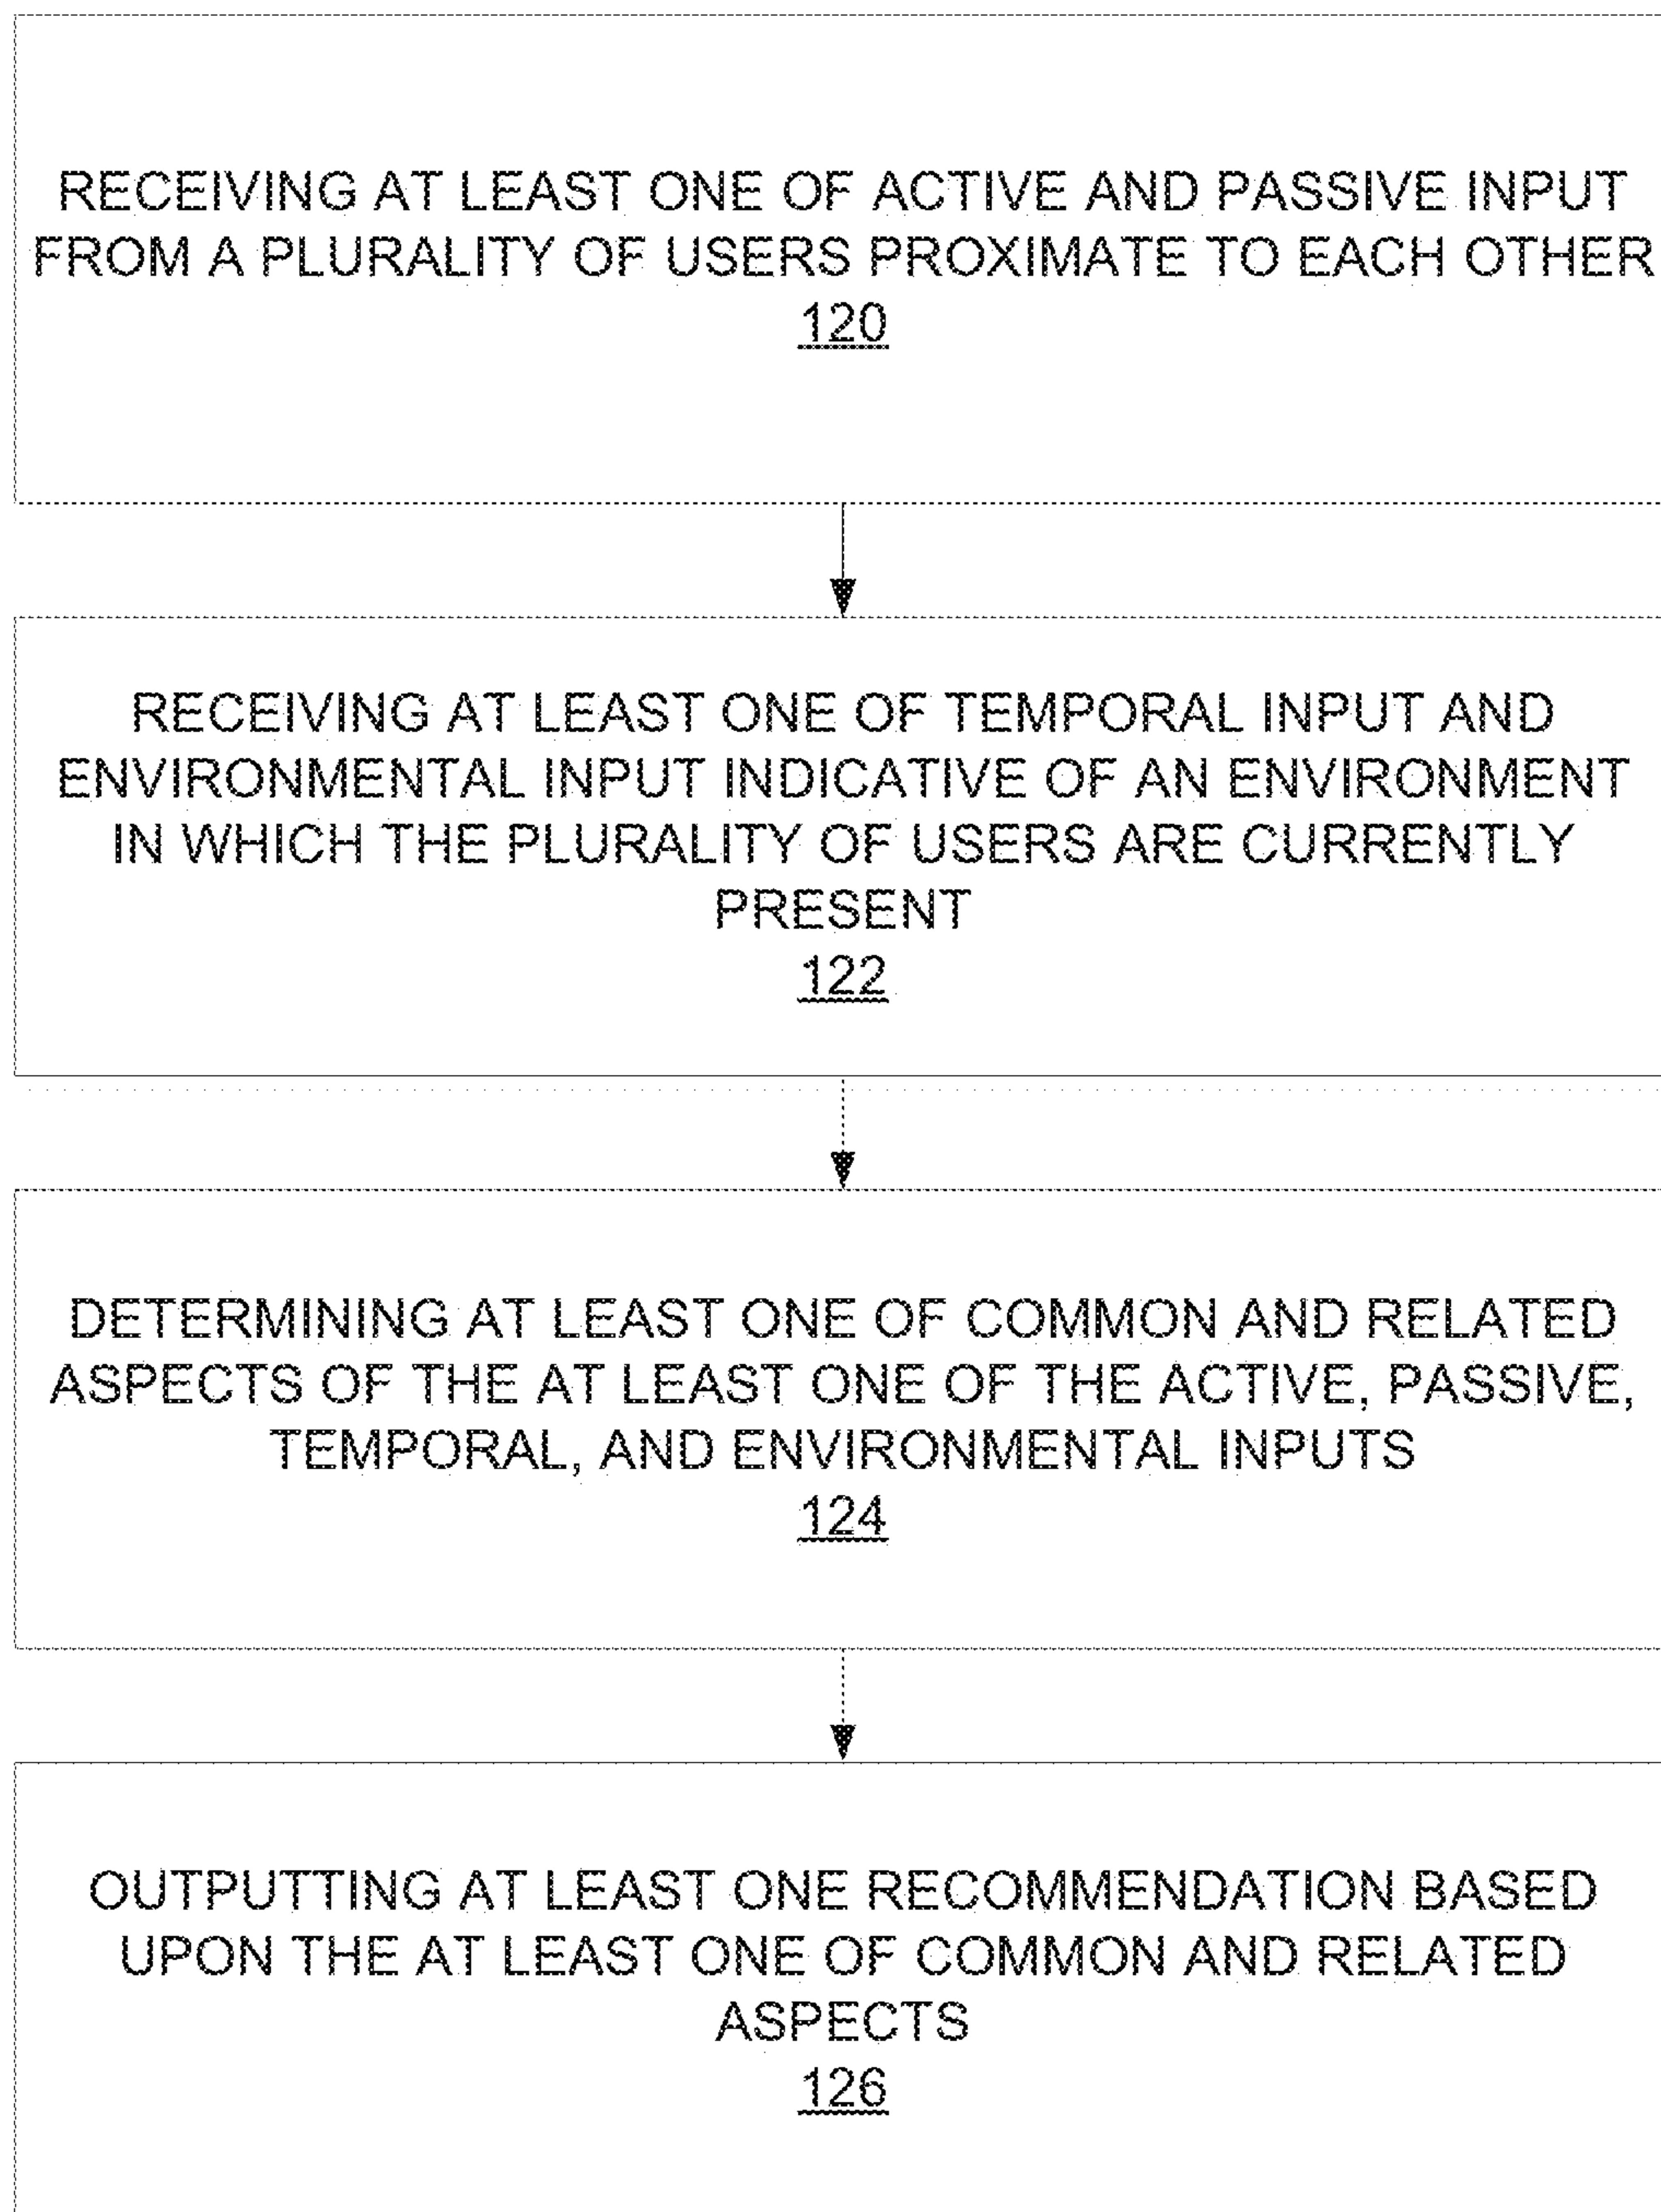 RECEIVING AT LEAST ONE OF ACTIVE AND PASSIVE INPUT
FROM A PLURALITY OF USERS PROXIMATE TO EACH OTHER
120
RECEIVING AT LEAST ONE OF TEMPORAL INPUT AND
ENVIRONMENTAL INPUT INDICATIVE OF AN ENVIRONMENT
IN WHICH THE PLURALITY OF USERS ARE CURRENTLY
PRESENT
122
DETERMINING AT LEAST ONE OF COMMON AND RELATED
ASPECTS OF THE AT LEAST ONE OF THE ACTIVE, PASSIVE,
TEMPORAL, AND ENVIRONMENTAL INPUTS
124
OUTPUTTING AT LEAST ONE RECOMMENDATION BASED
UPON THE AT LEAST ONE OF COMMON AND RELATED
ASPECTS
126